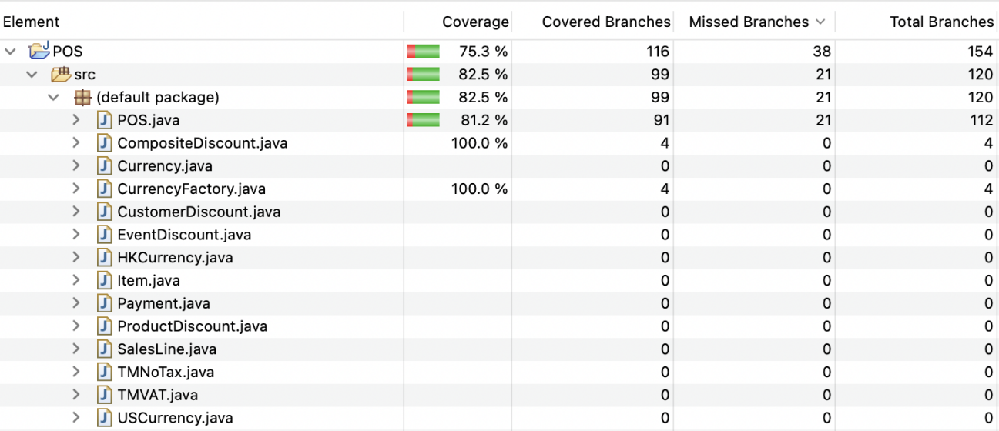 Element Coverage Covered Branches Missed Branches Total Branches
POS 75.3 % 116 38 154
src 82.5 % 99 21 120
(default package) 82.5 % 99 21 120
POS.java 81.2 % 91 21 112
CompositeDiscount.java 100.0 % 4 0 4
Currency.java 0 0 0
CurrencyFactory.java 100.0 % 4 0 4
CustomerDiscount.java 0 0 0
EventDiscount.java 0 0 0
HKCurrency.java 0 0 0
Item.java 0 0 0
Payment.java 0 0 0
ProductDiscount.java 0 0 0
SalesLine.java 0 0 0
TMNoTax.java 0 0 0
TMVAT.java 0 0 0
USCurrency.java 0 0 0